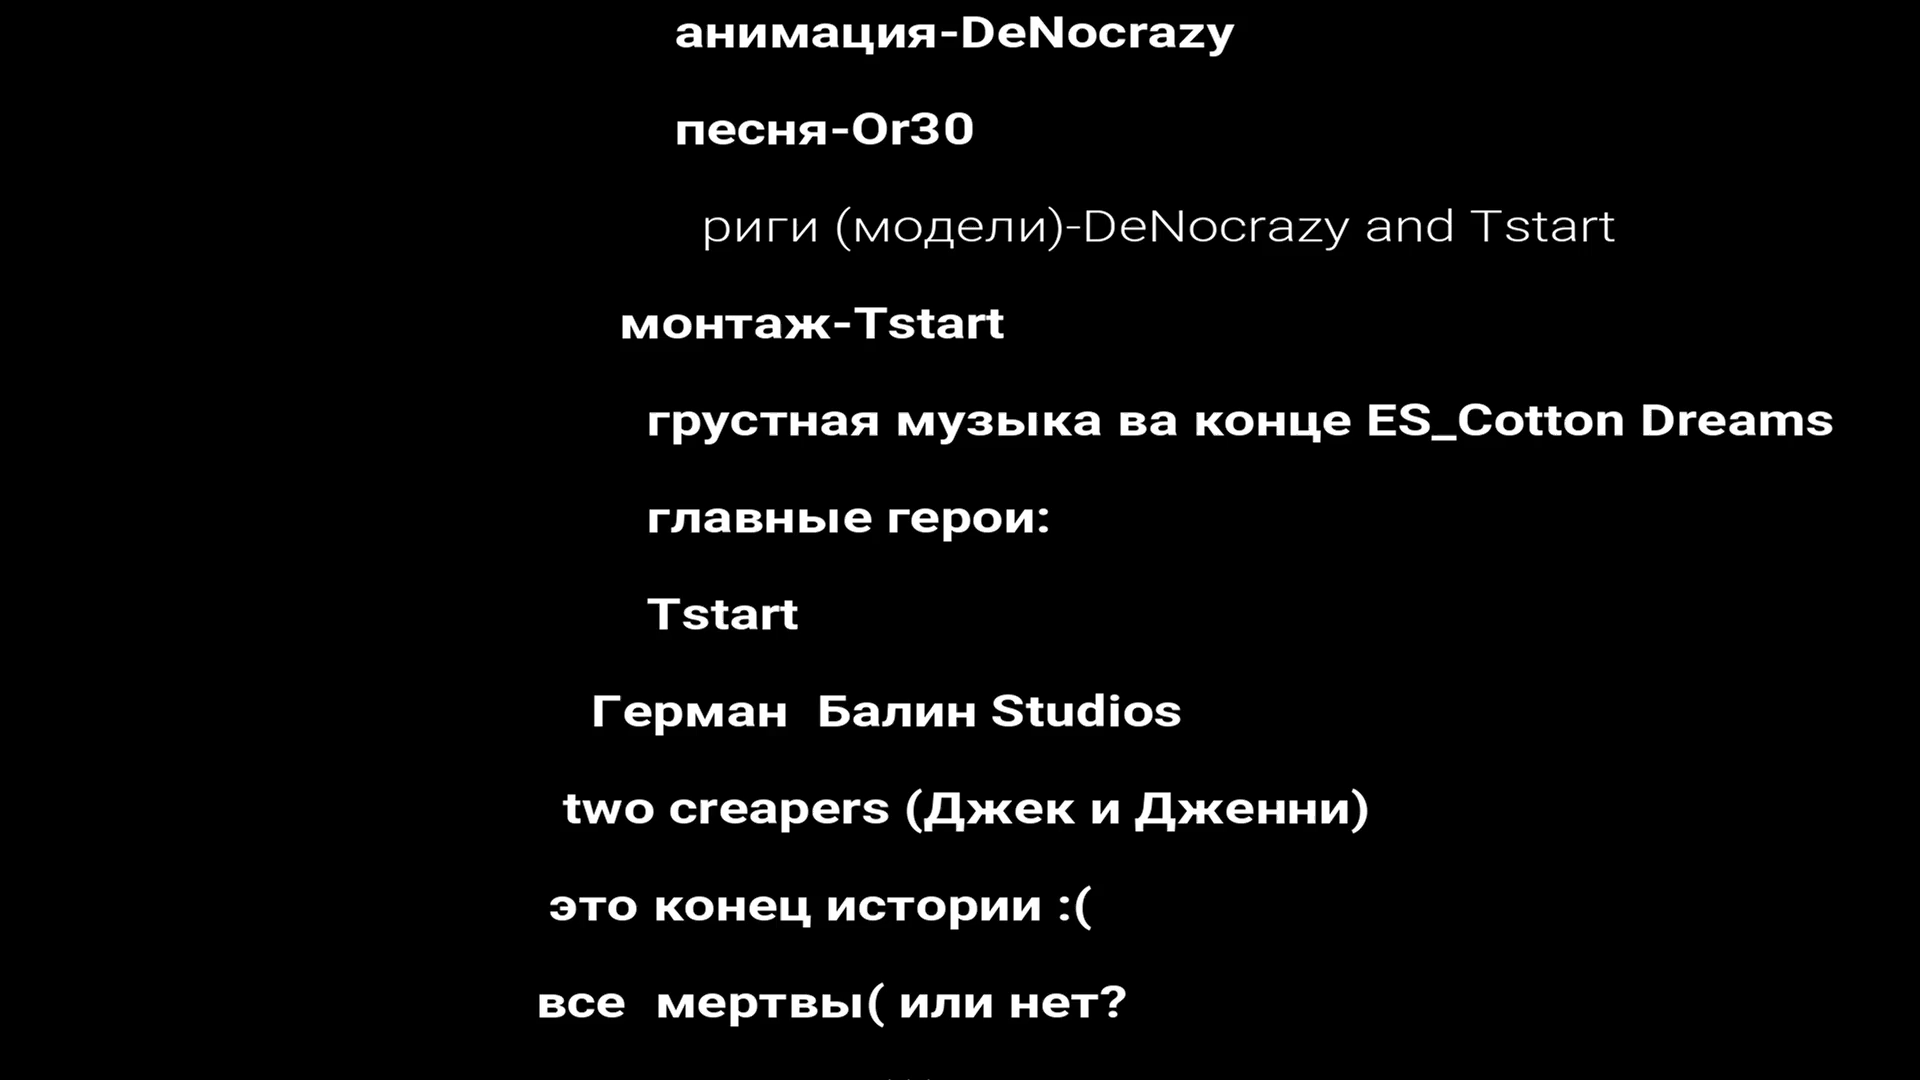 анимация-DeNocrazy
песня-Or30
риги (модели)-DeNocrazy and Tstart
монтаж-Tstart
грустная музыка ва конце ES_Cotton Dreams
главные герои:
Tstart
Герман  Балин Studios
two creapers (Джек и Дженни)
это конец истории :(
все  мертвы( или нет?